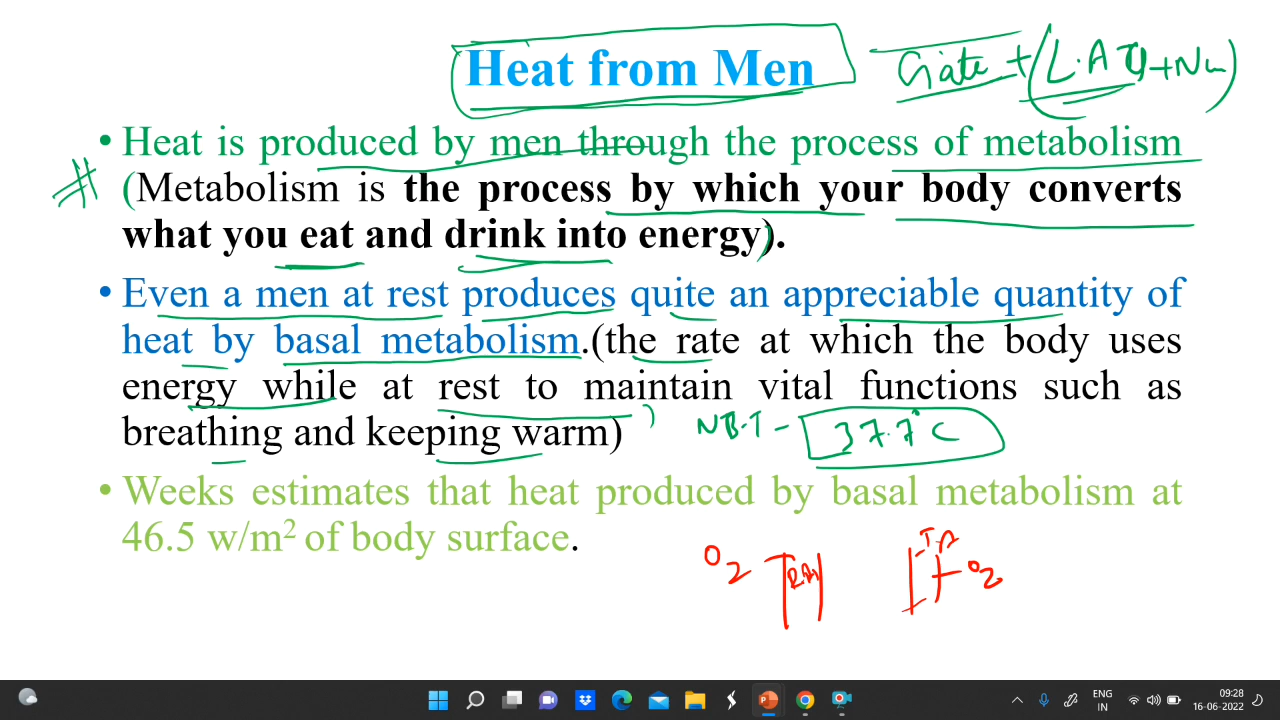 Heat from Men
Gate + (L.A
• Heat is produced by men through the process of metabolism
(Metabolism is the process by which your body converts
what you eat and drink into energy).
• Even a men at rest produces quite an appreciable quantity of
heat by basal metabolism.(the rate at which the body uses
energy while at rest to maintain vital functions such as
breathing and keeping warm)
NB.T - 37.7°C
• Weeks estimates that heat produced by basal metabolism at
46.5 w/m² of body surface.
O2
O2
ENG
IN
09:28
16-06-2022